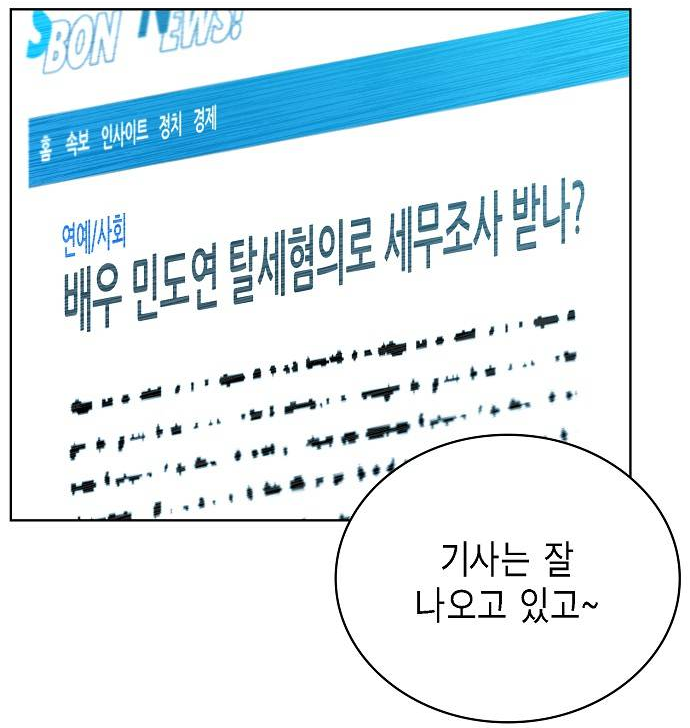 SBON NEWS!
홈 속보 인사이트 정치 경제
연예/사회
배우 민도연 탈세혐의로 세무조사 받나?
기사는 잘
나오고 있고~